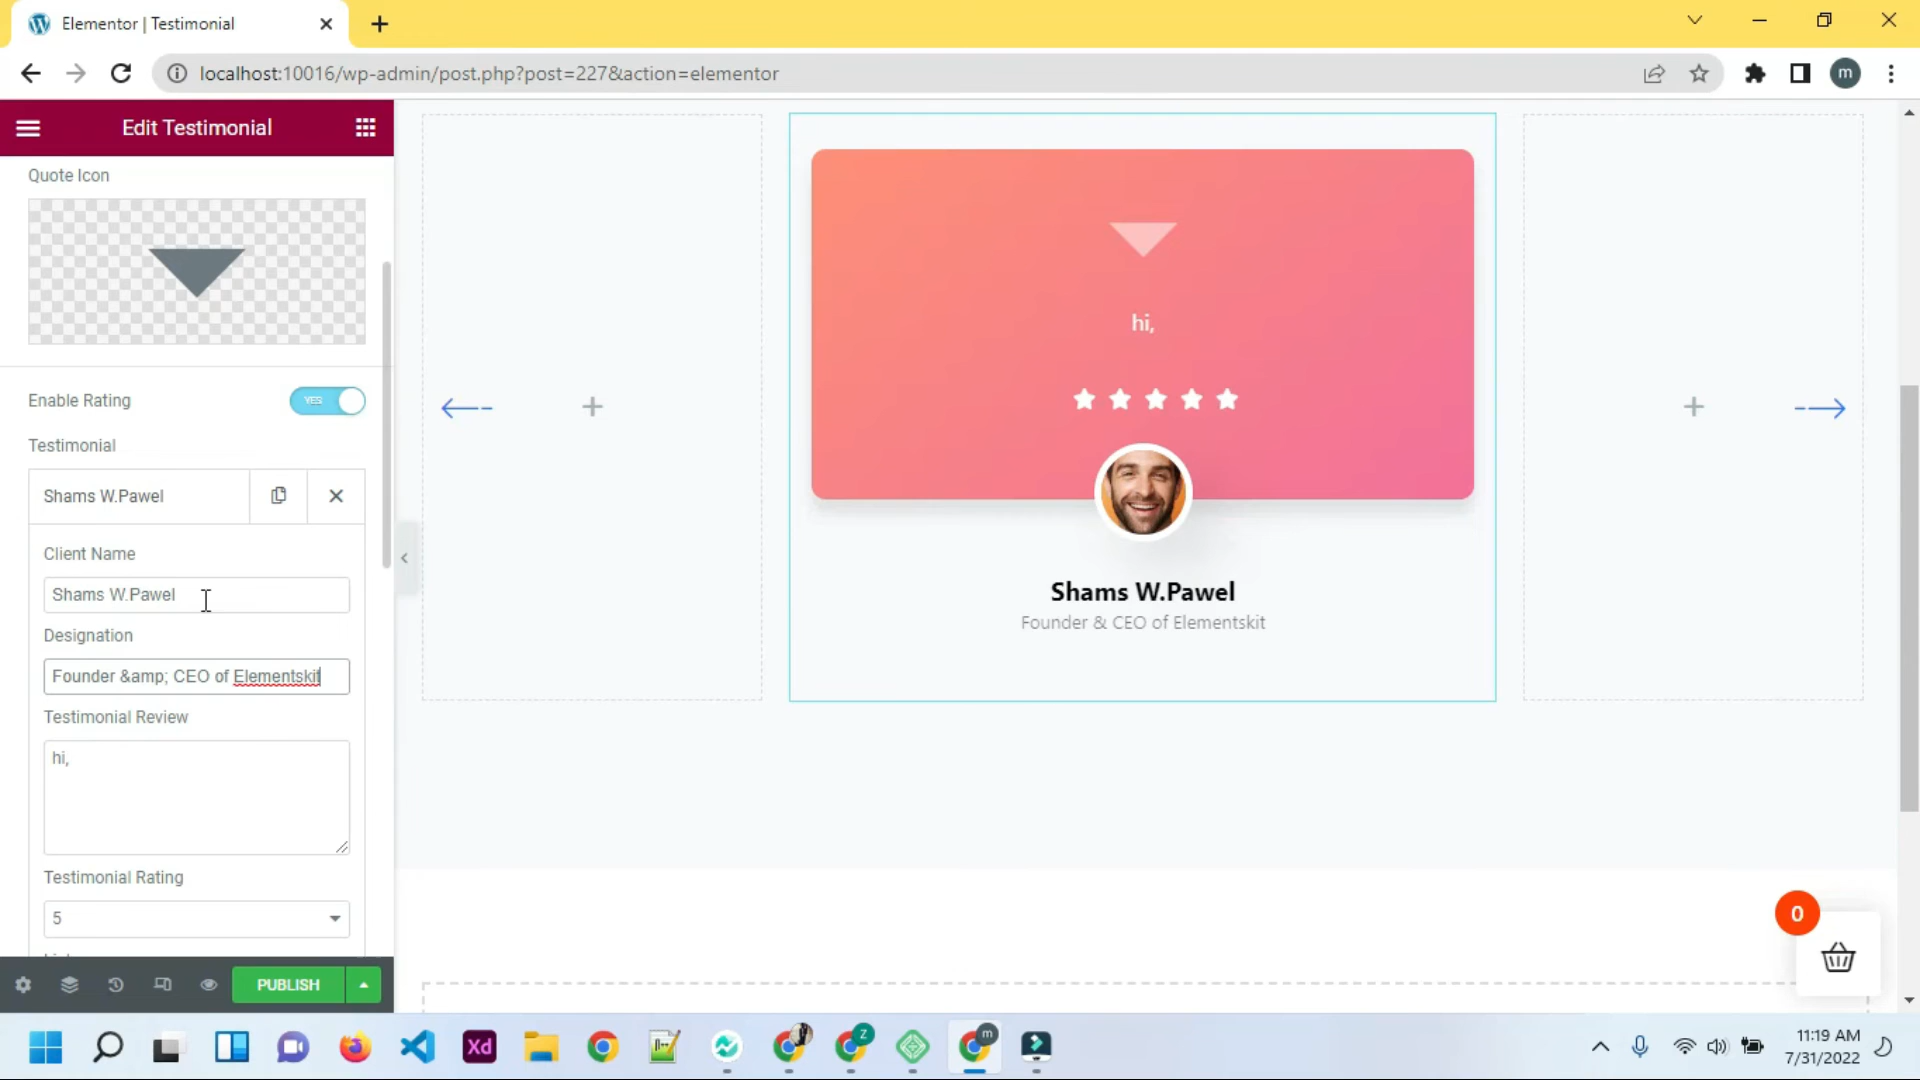 Elementor | Testimonial
localhost:10016/wp-admin/post.php?post=227&action=elementor
m
Edit Testimonial
Quote Icon
Enable Rating
YES
Testimonial
Shams W.Pawel
Client Name
Shams W.Pawel
Designation
Founder &amp; CEO of Elementskit
Testimonial Review
hi,
Testimonial Rating
5
PUBLISH
hi,
Shams W.Pawel
Founder & CEO of Elementskit
0
Xd
Z
m
11:19 AM
7/31/2022